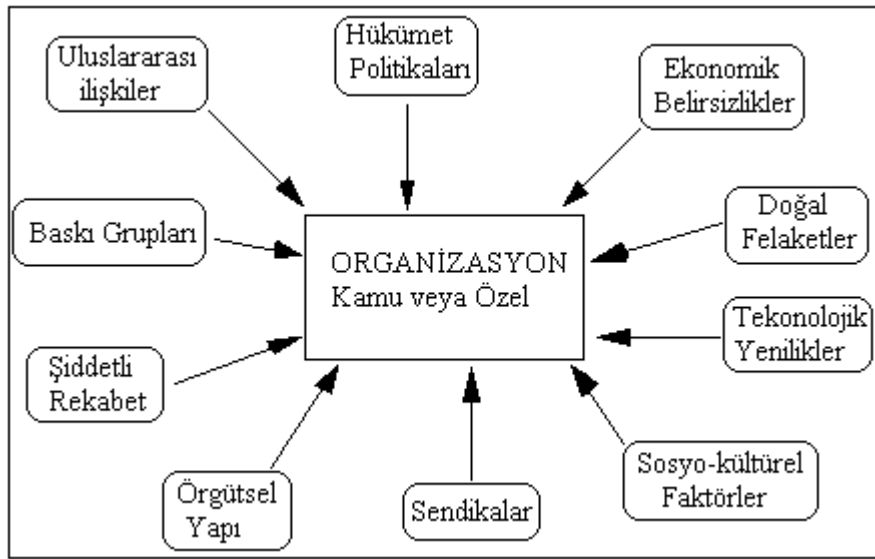 Uluslararası
ilişkiler
Hükümet
Politikaları
Ekonomik
Belirsizlikler
Baskı Grupları
Doğal
Felaketler
ORGANİZASYON
Kamu veya Özel
Tekonolojik
Yenilikler
Şiddetli
Rekabet
Örgütsel
Yapı
Sendikalar
Sosyo-kültürel
Faktörler